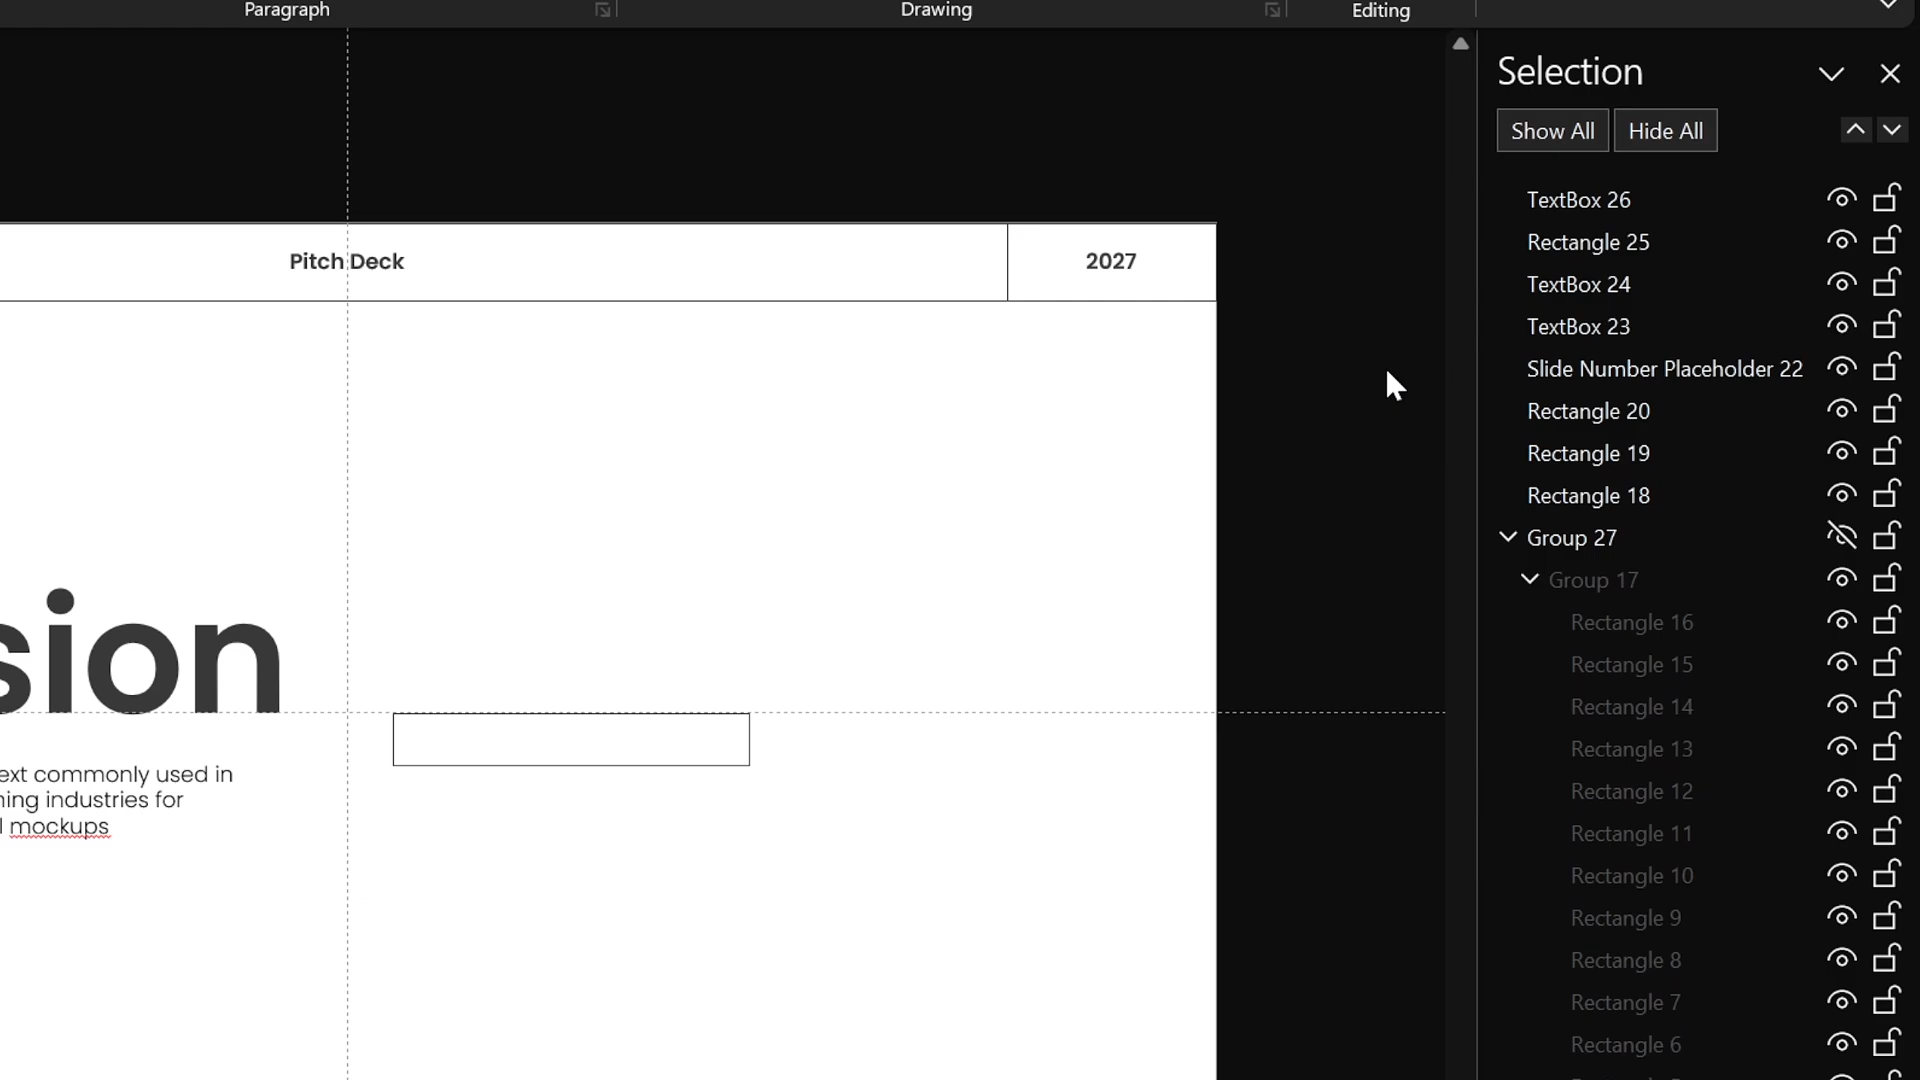 Paragraph
Drawing
Editing
Selection
Show All
Hide All
TextBox 26
Rectangle 25
TextBox 24
TextBox 23
Slide Number Placeholder 22
Rectangle 20
Rectangle 19
Rectangle 18
Group 27
Group 17
Rectangle 16
Rectangle 15
Rectangle 14
Rectangle 13
Rectangle 12
Rectangle 11
Rectangle 10
Rectangle 9
Rectangle 8
Rectangle 7
Rectangle 6
Pitch Deck
2027
sion
ext commonly used in
ning industries for
l mockups